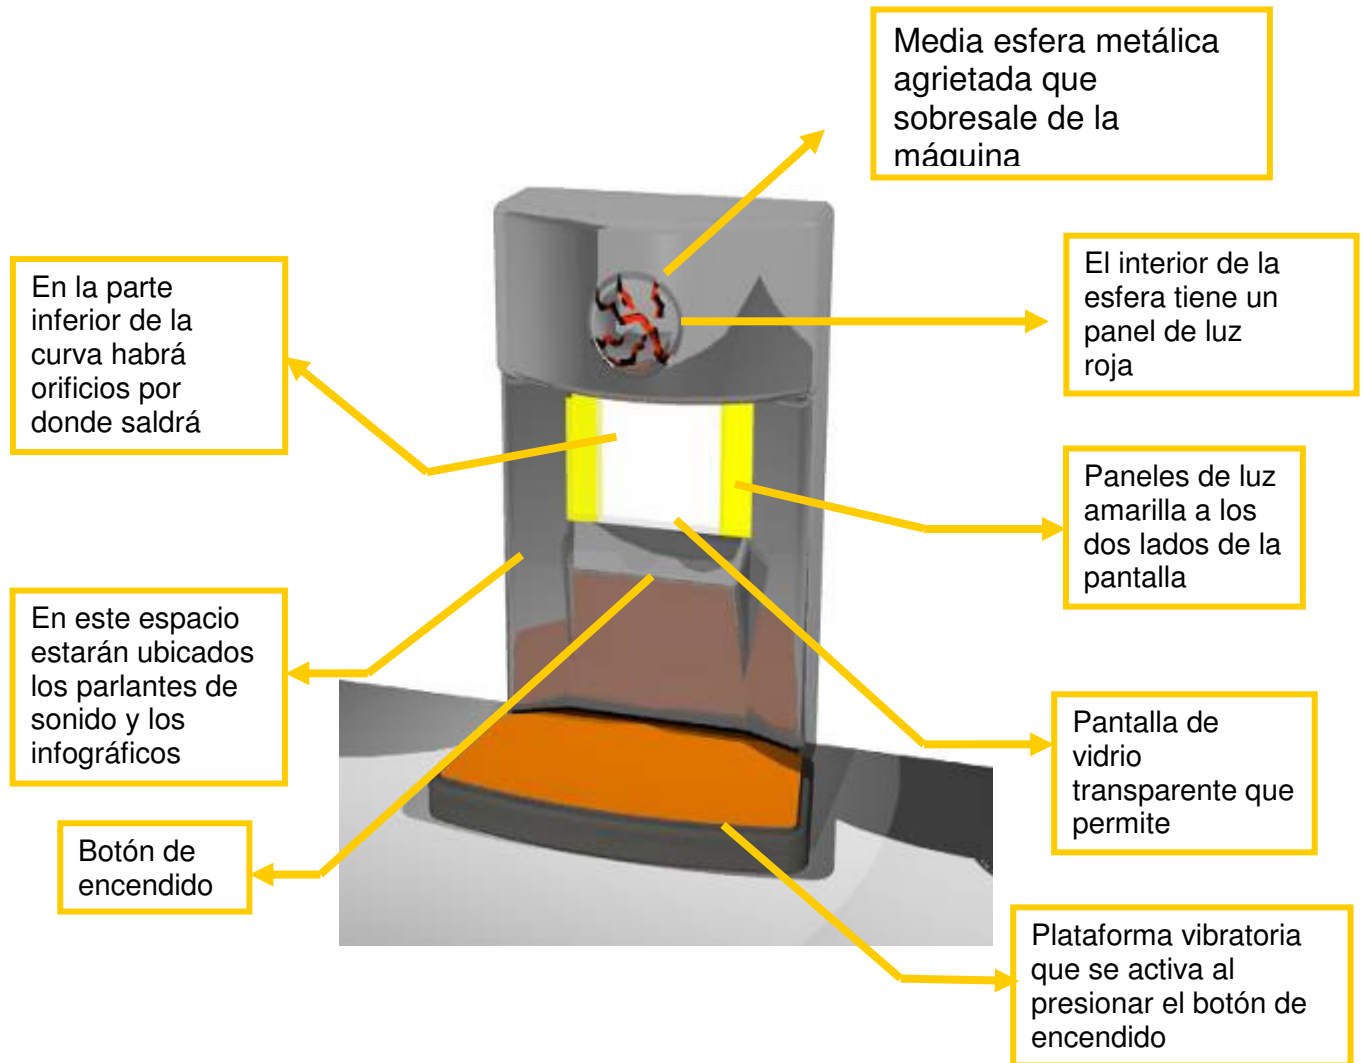 Media esfera metálica
agrietada que
sobresale de la
máquina
En la parte
inferior de la
curva habrá
orificios por
donde saldrá
El interior de la
esfera tiene un
panel de luz
roja
Paneles de luz
amarilla a los
dos lados de la
pantalla
En este espacio
estarán ubicados
los parlantes de
sonido y los
infográficos
Pantalla de
vidrio
transparente que
permite
Botón de
encendido
Plataforma vibratoria
que se activa al
presionar el botón de
encendido